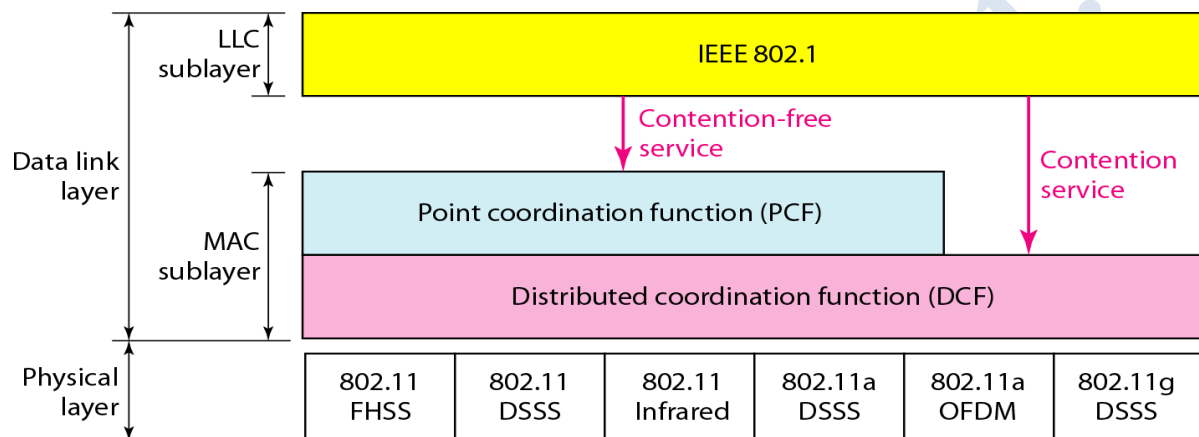 LLC
sublayer
IEEE 802.1
Contention-free
service
Contention
service
Data link
layer
Point coordination function (PCF)
MAC
sublayer
Distributed coordination function (DCF)
Physical
layer
802.11
FHSS
802.11
DSSS
802.11
Infrared
802.11a
DSSS
802.11a
OFDM
802.11g
DSSS